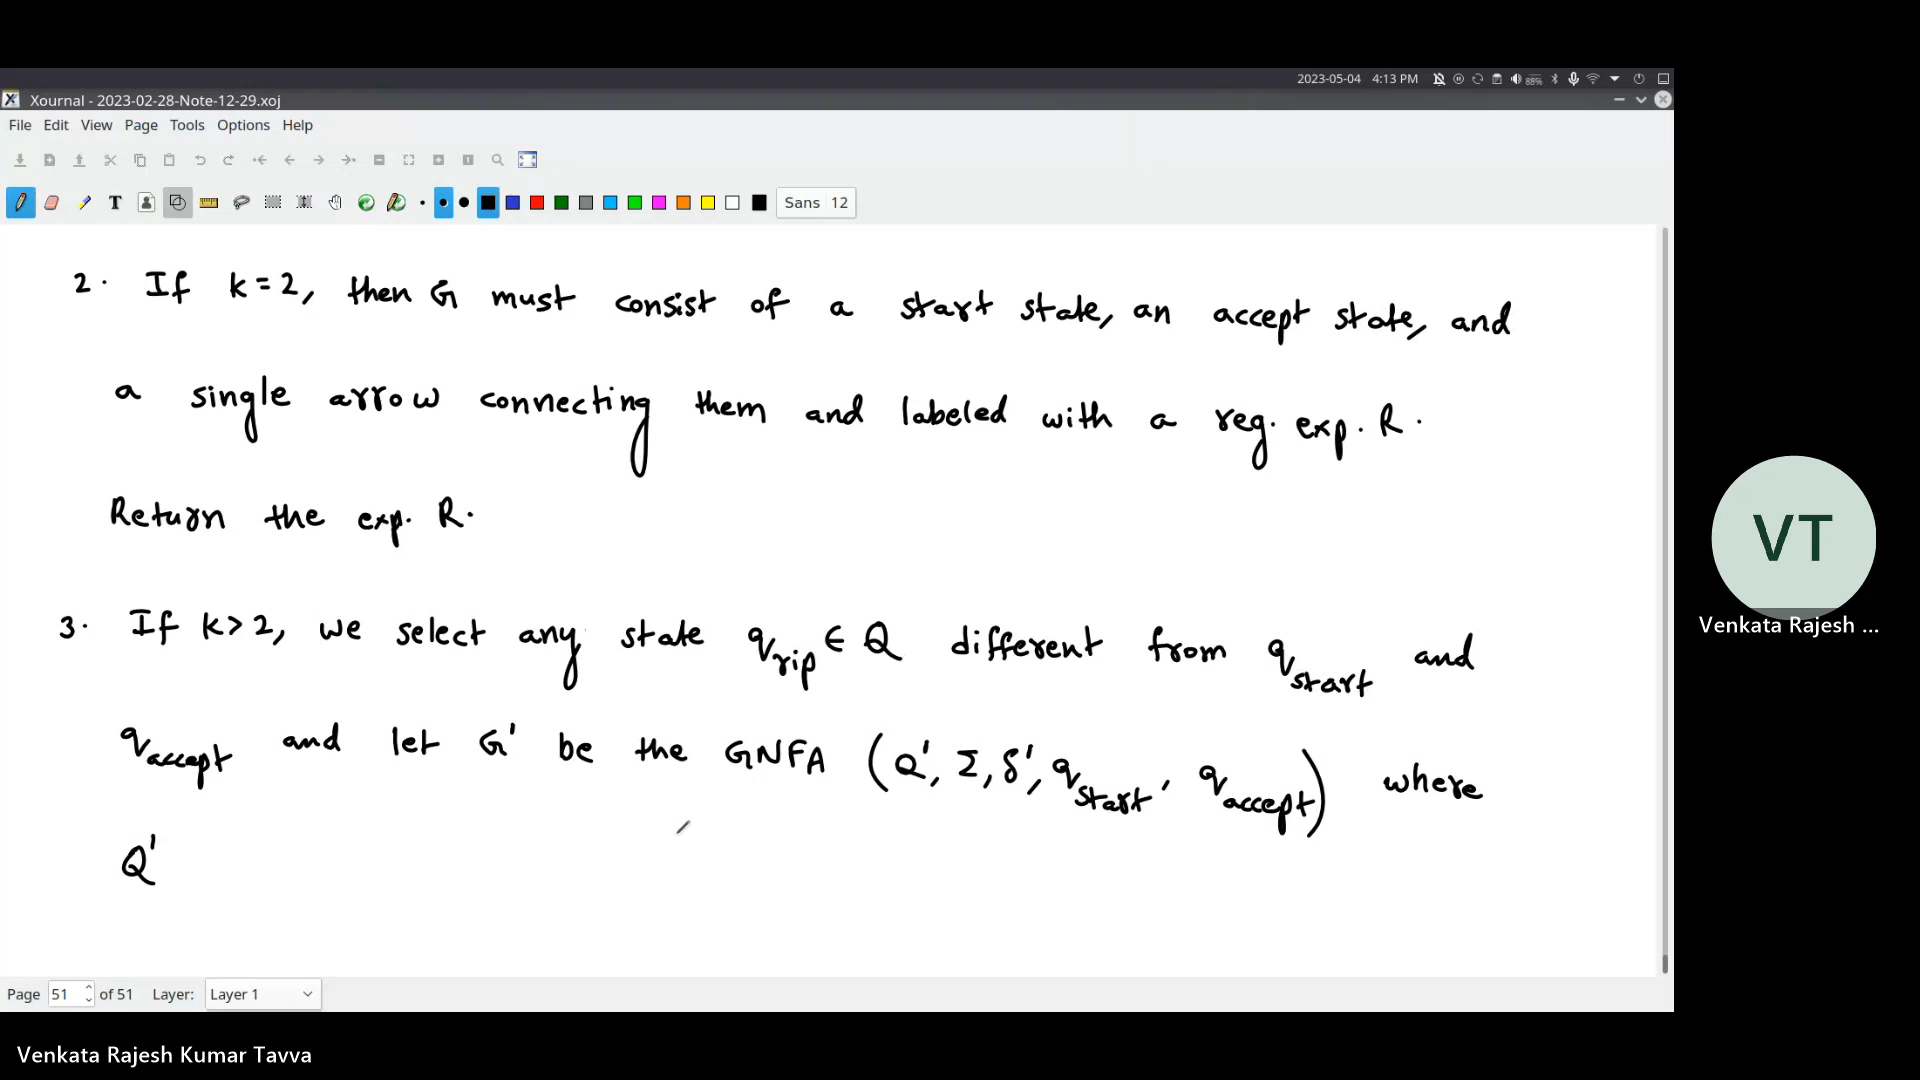 2023-05-04 4:13 PM 88%
Xournal - 2023-02-28-Note-12-29.xoj
File Edit View Page Tools Options Help
T Sans 12
2. If k=2, then G must consist of a start state, an accept state, and
a single arrow connecting them and labeled with a reg. exp. R.
Return the exp. R.
3. If k>2, we select any state q_rip ∈ Q different from q_start and
q_accept and let G' be the GNFA (Q', Σ, δ', q_start, q_accept) where
Q'
VT
Venkata Rajesh ...
Page 51 of 51 Layer: Layer 1
Venkata Rajesh Kumar Tavva